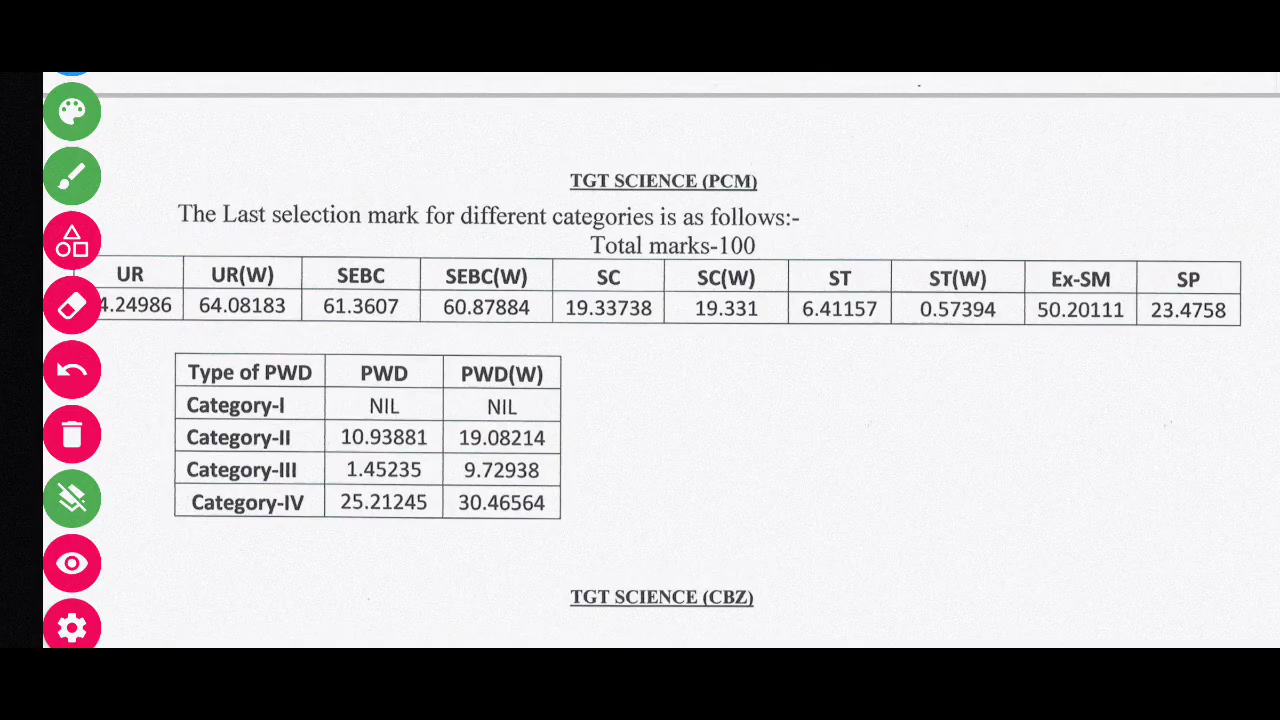 TGT SCIENCE (PCM)
The Last selection mark for different categories is as follows:-
Total marks-100
UR UR(W) SEBC SEBC(W) SC SC(W) ST ST(W) Ex-SM SP
4.24986 64.08183 61.3607 60.87884 19.33738 19.331 6.41157 0.57394 50.20111 23.4758
Type of PWD PWD PWD(W)
Category-I NIL NIL
Category-II 10.93881 19.08214
Category-III 1.45235 9.72938
Category-IV 25.21245 30.46564
TGT SCIENCE (CBZ)